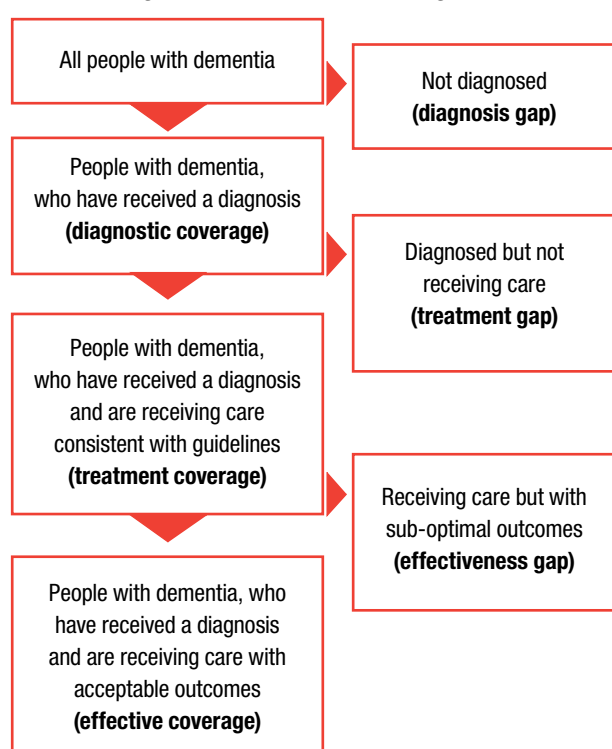 All people with dementia
Not diagnosed
(diagnosis gap)
People with dementia,
who have received a diagnosis
(diagnostic coverage)
Diagnosed but not
receiving care
(treatment gap)
People with dementia,
who have received a diagnosis
and are receiving care
consistent with guidelines
(treatment coverage)
Receiving care but with
sub-optimal outcomes
(effectiveness gap)
People with dementia, who
have received a diagnosis
and are receiving care with
acceptable outcomes
(effective coverage)